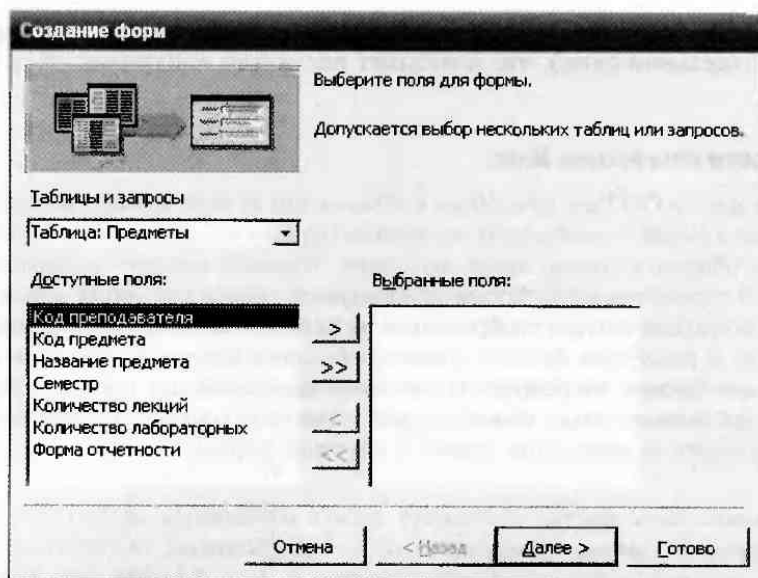 Создание форм
Выберите поля для формы.
Допускается выбор нескольких таблиц или запросов.
Таблицы и запросы
Таблица: Предметы
Доступные поля:
Выбранные поля:
Код преподавателя
Код предмета
Название предмета
Семестр
Количество лекций
Количество лабораторных
Форма отчетности
>
>>
<
<<
Отмена
< Назад
Далее >
Готово